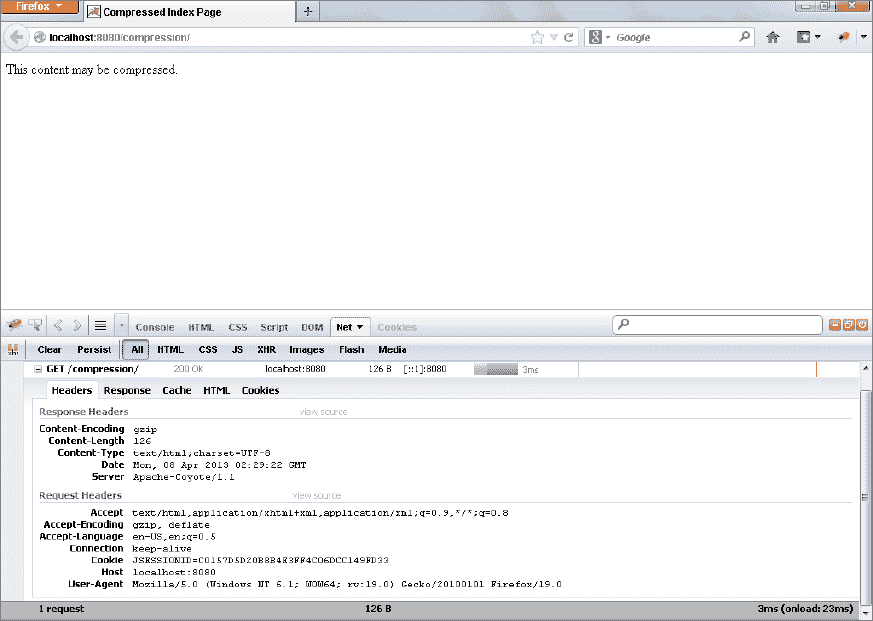 Firefox
Compressed Index Page
localhost:8080/compression/
Google
This content may be compressed.
Console HTML CSS Script DOM Net Cookies
Clear Persist All HTML CSS JS XHR Images Flash Media
GET /compression/ 200 OK localhost:8080 126 B [::1]:8080 3ms
Headers Response Cache HTML Cookies
Response Headers view source
Content-Encoding gzip
Content-Length 126
Content-Type text/html;charset=UTF-8
Date Mon, 08 Apr 2013 02:29:22 GMT
Server Apache-Coyote/1.1
Request Headers view source
Accept text/html,application/xhtml+xml,application/xml;q=0.9,*/*;q=0.8
Accept-Encoding gzip, deflate
Accept-Language en-US,en;q=0.5
Connection keep-alive
Cookie
Host localhost:8080
User-Agent Mozilla/5.0 (Windows NT 6.1; WOW64; rv:19.0) Gecko/20100101 Firefox/19.0
1 request 126 B 3ms (onload: 23ms)